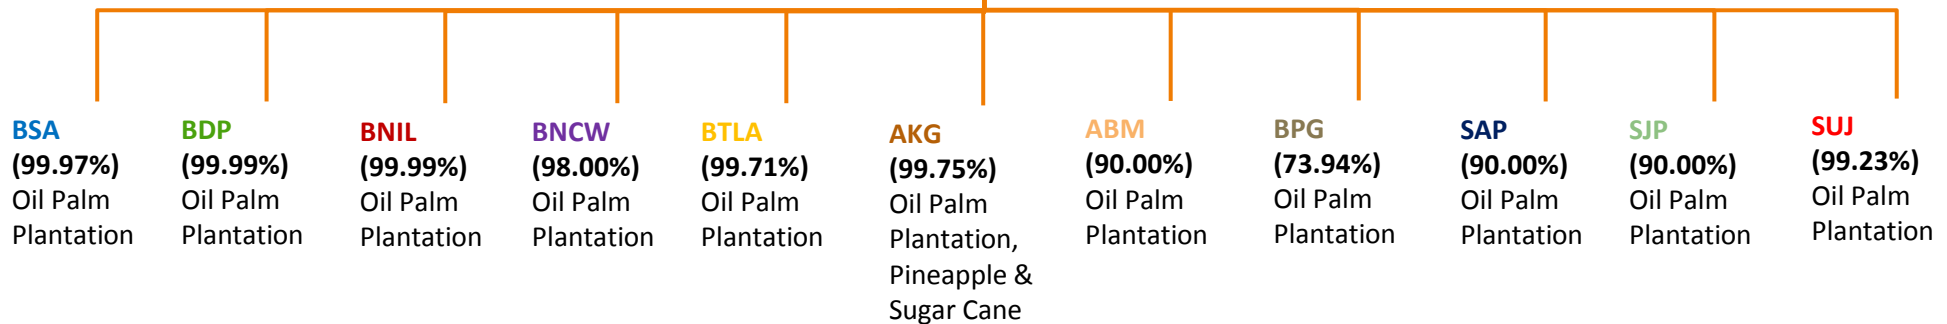 BSA
(99.97%)
Oil Palm
Plantation
BDP
(99.99%)
Oil Palm
Plantation
BNIL
(99.99%)
Oil Palm
Plantation
BNCW
(98.00%)
Oil Palm
Plantation
BTLA
(99.71%)
Oil Palm
Plantation
AKG
(99.75%)
Oil Palm
Plantation,
Pineapple &
Sugar Cane
ABM
(90.00%)
Oil Palm
Plantation
BPG
(73.94%)
Oil Palm
Plantation
SAP
(90.00%)
Oil Palm
Plantation
SJP
(90.00%)
Oil Palm
Plantation
SUJ
(99.23%)
Oil Palm
Plantation